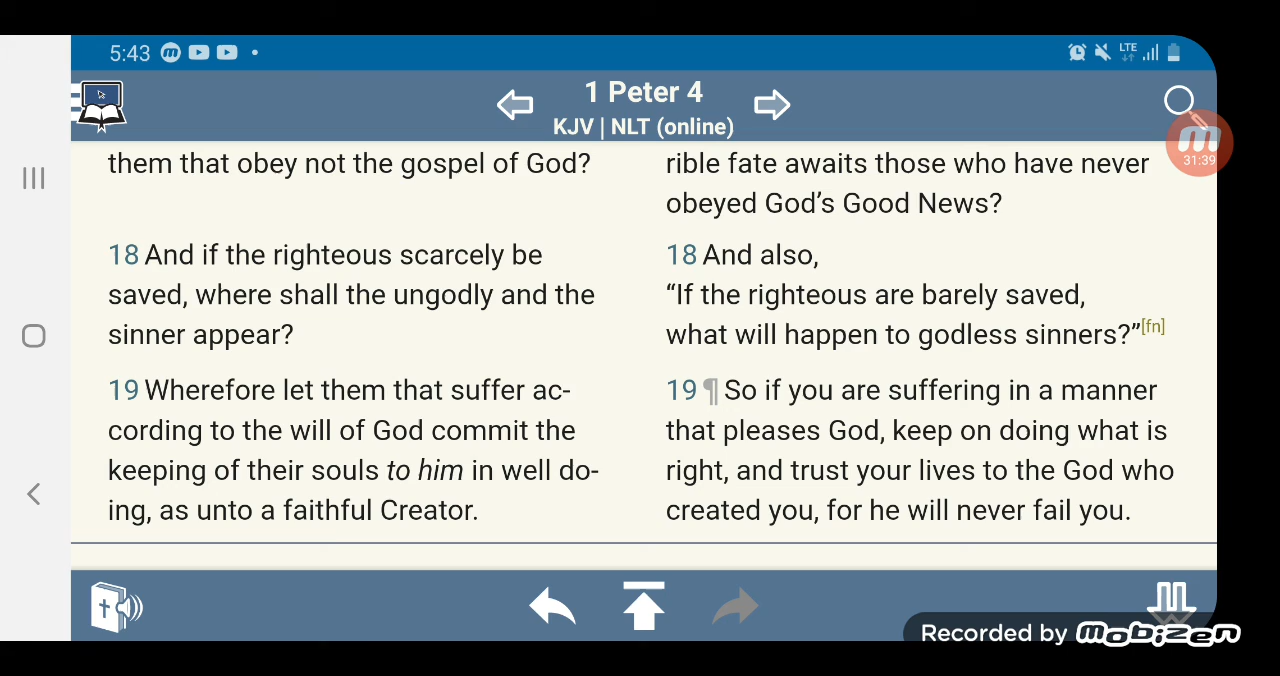 5:43
LTE
1 Peter 4
KJV | NLT (online)
31:39
them that obey not the gospel of God?
18 And if the righteous scarcely be
saved, where shall the ungodly and the
sinner appear?
19 Wherefore let them that suffer ac-
cording to the will of God commit the
keeping of their souls to him in well do-
ing, as unto a faithful Creator.
rible fate awaits those who have never
obeyed God's Good News?
18 And also,
“If the righteous are barely saved,
what will happen to godless sinners?”[fn]
19 ¶ So if you are suffering in a manner
that pleases God, keep on doing what is
right, and trust your lives to the God who
created you, for he will never fail you.
Recorded by Mobizen